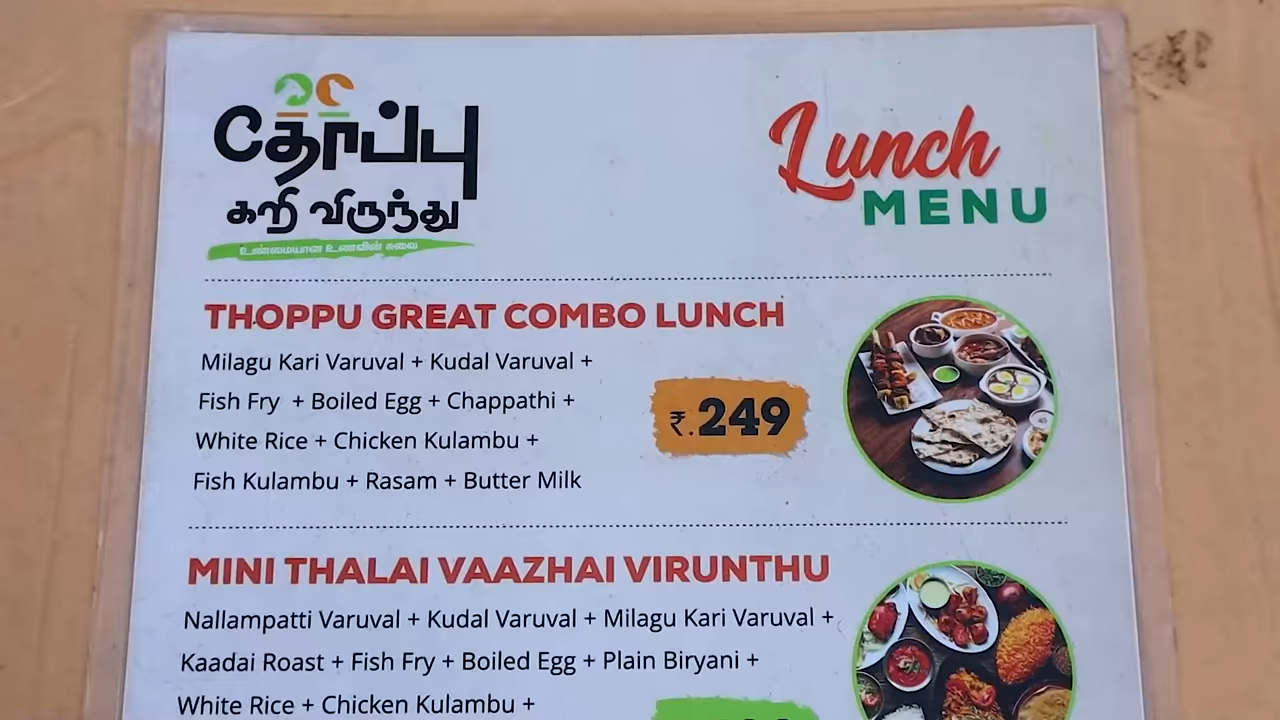 தோப்பு
கறி விருந்து
உண்மையான உணவின் சுவை
Lunch
MENU
THOPPU GREAT COMBO LUNCH
Milagu Kari Varuval + Kudal Varuval +
Fish Fry + Boiled Egg + Chappathi +
White Rice + Chicken Kulambu +
Fish Kulambu + Rasam + Butter Milk
₹.249
MINI THALAI VAAZHAI VIRUNTHU
Nallampatti Varuval + Kudal Varuval + Milagu Kari Varuval +
Kaadai Roast + Fish Fry + Boiled Egg + Plain Biryani +
White Rice + Chicken Kulambu +